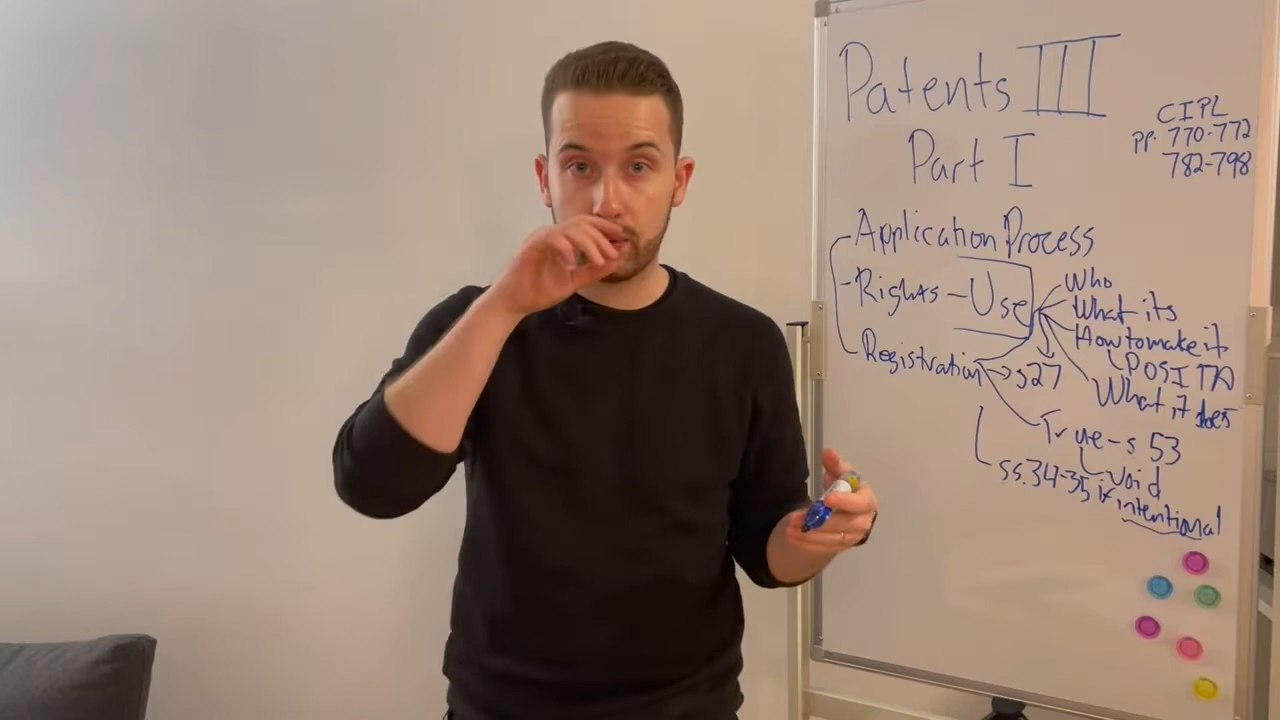 Patents III
Part I
CIPL
pp. 770-772
782-798
Application Process
- Rights - Use
Registration
Who
What its
How to make it
POSITA
What it does
s27
True - s 53
void
ss. 34-35 if intentional